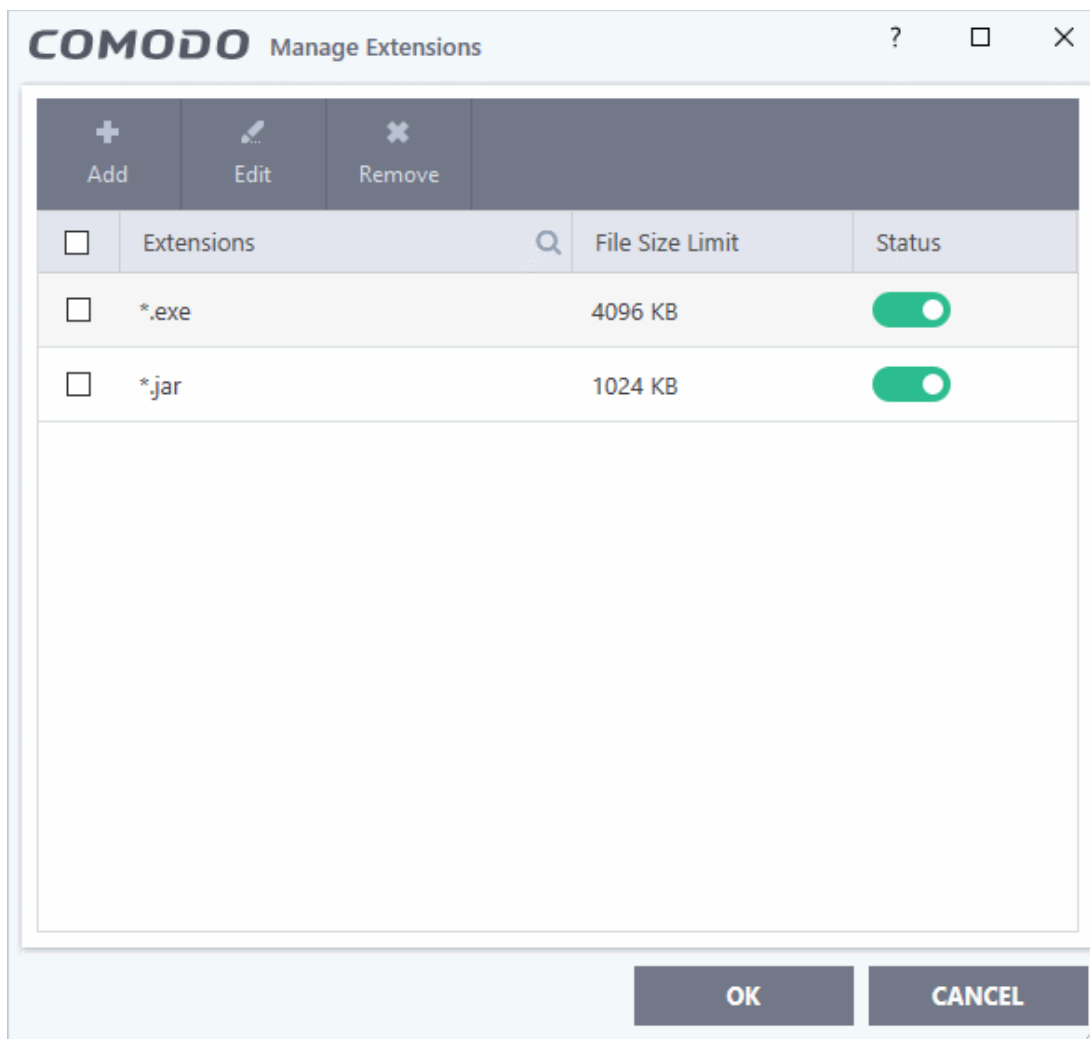 COMODO Manage Extensions ?
Add Edit Remove
Extensions File Size Limit Status
*.exe 4096 KB
*.jar 1024 KB
OK CANCEL